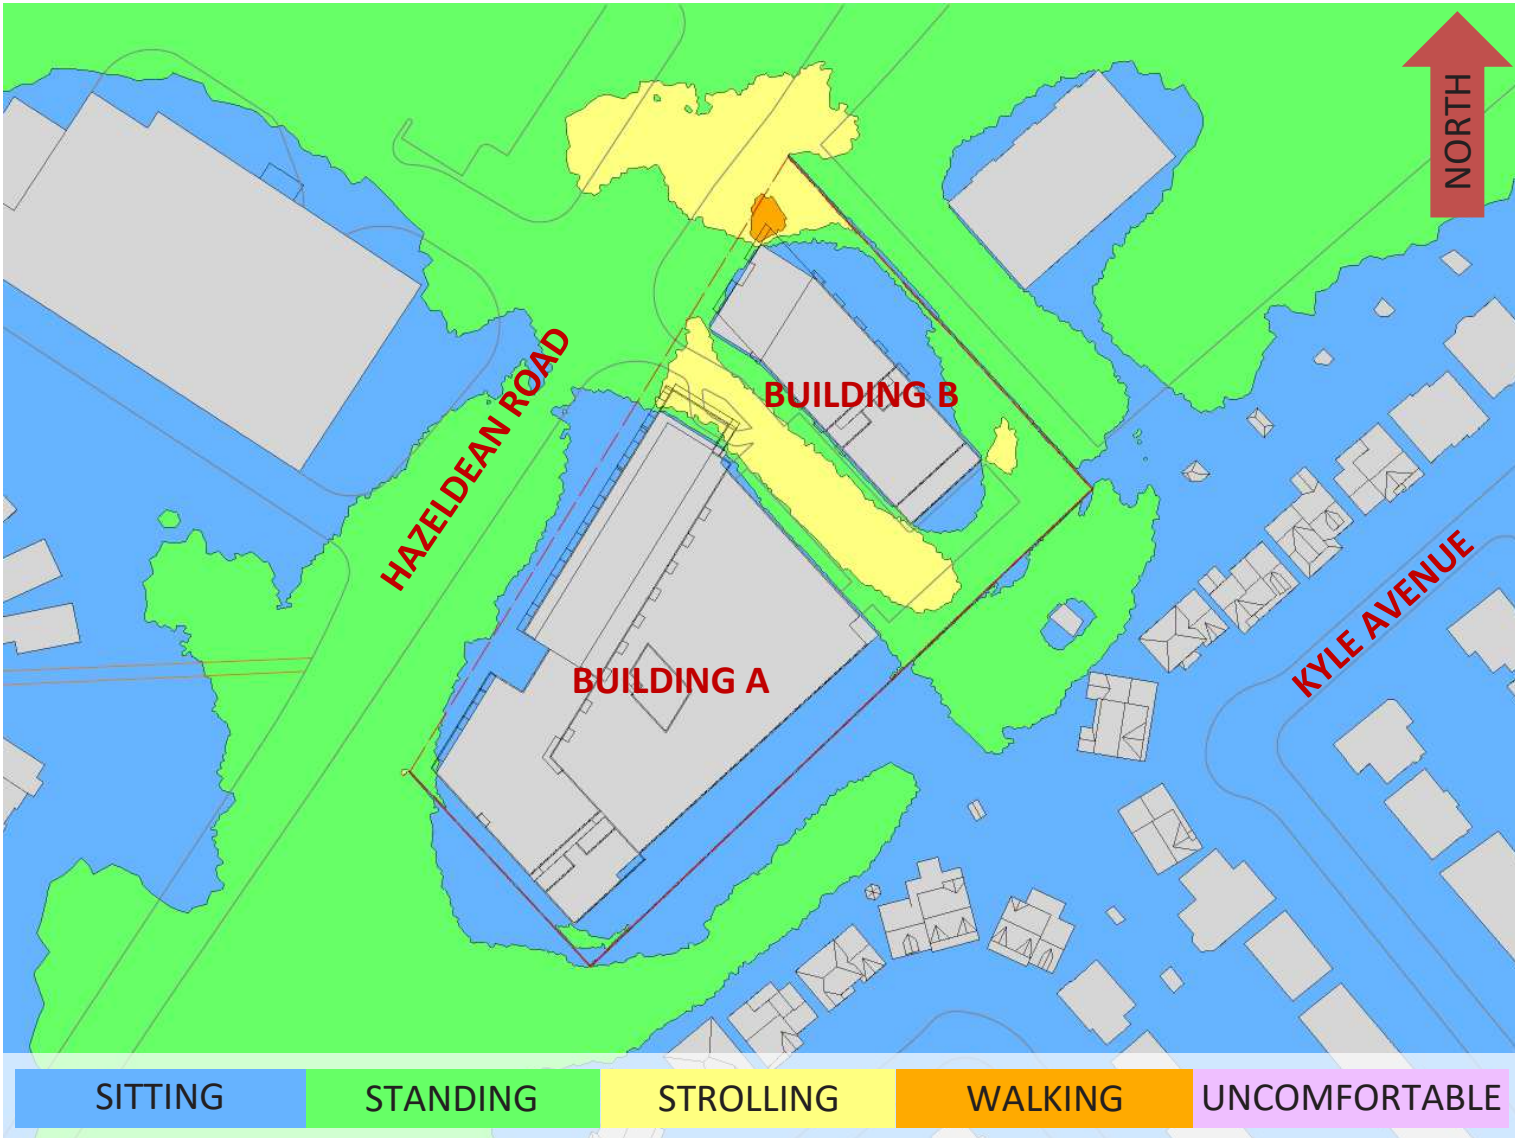 NORTH
HAZELDEAN ROAD
BUILDING B
KYLE AVENUE
BUILDING A
SITTING
STANDING
STROLLING
WALKING
UNCOMFORTABLE